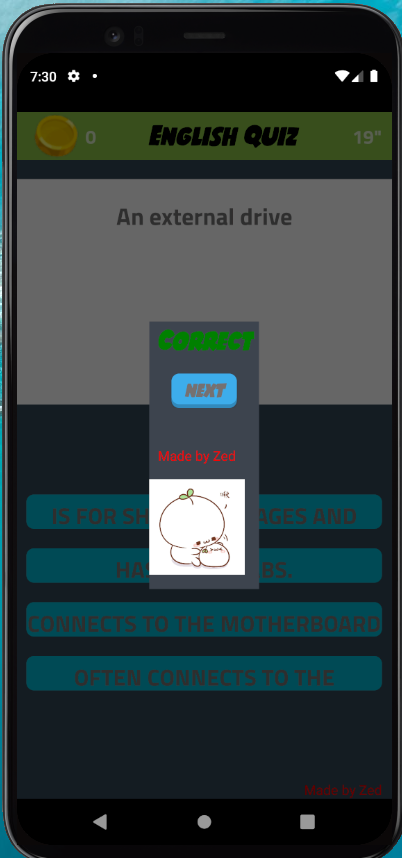 7:30
0 English Quiz 19"
An external drive
Correct
NEXT
Made by Zed
IS FOR SH AGES AND
HAS BS.
CONNECTS TO THE MOTHERBOARD
OFTEN CONNECTS TO THE
Made by Zed